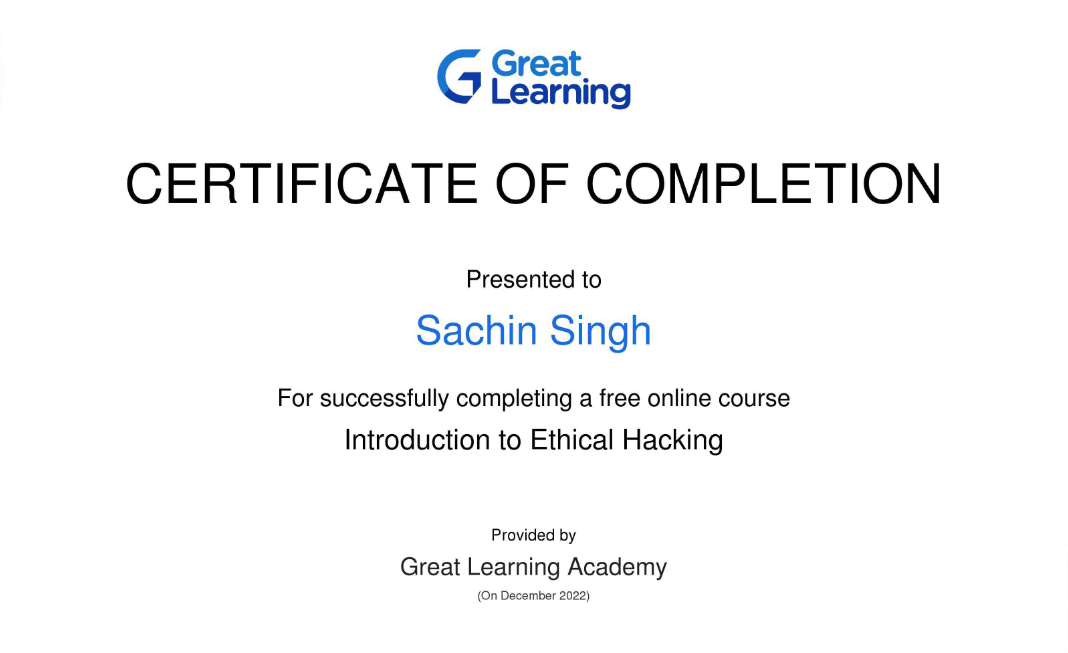 Great
Learning
CERTIFICATE OF COMPLETION
Presented to
Sachin Singh
For successfully completing a free online course
Introduction to Ethical Hacking
Provided by
Great Learning Academy
(On December 2022)